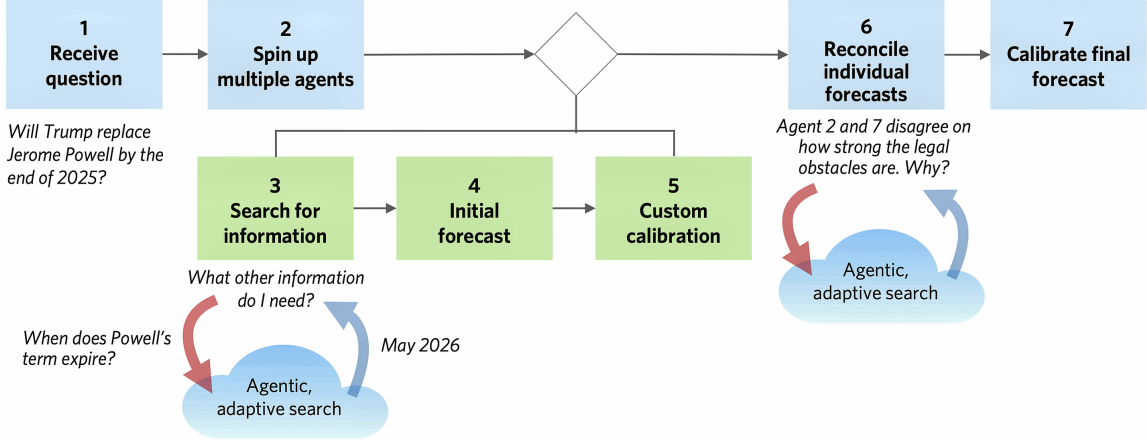 1
Receive
question
2
Spin up
multiple agents
6
Reconcile
individual
forecasts
7
Calibrate final
forecast
Will Trump replace
Jerome Powell by the
end of 2025?
Agent 2 and 7 disagree on
how strong the legal
obstacles are. Why?
3
Search for
information
4
Initial
forecast
5
Custom
calibration
Agentic,
adaptive search
What other information
do I need?
When does Powell's
term expire?
May 2026
Agentic,
adaptive search